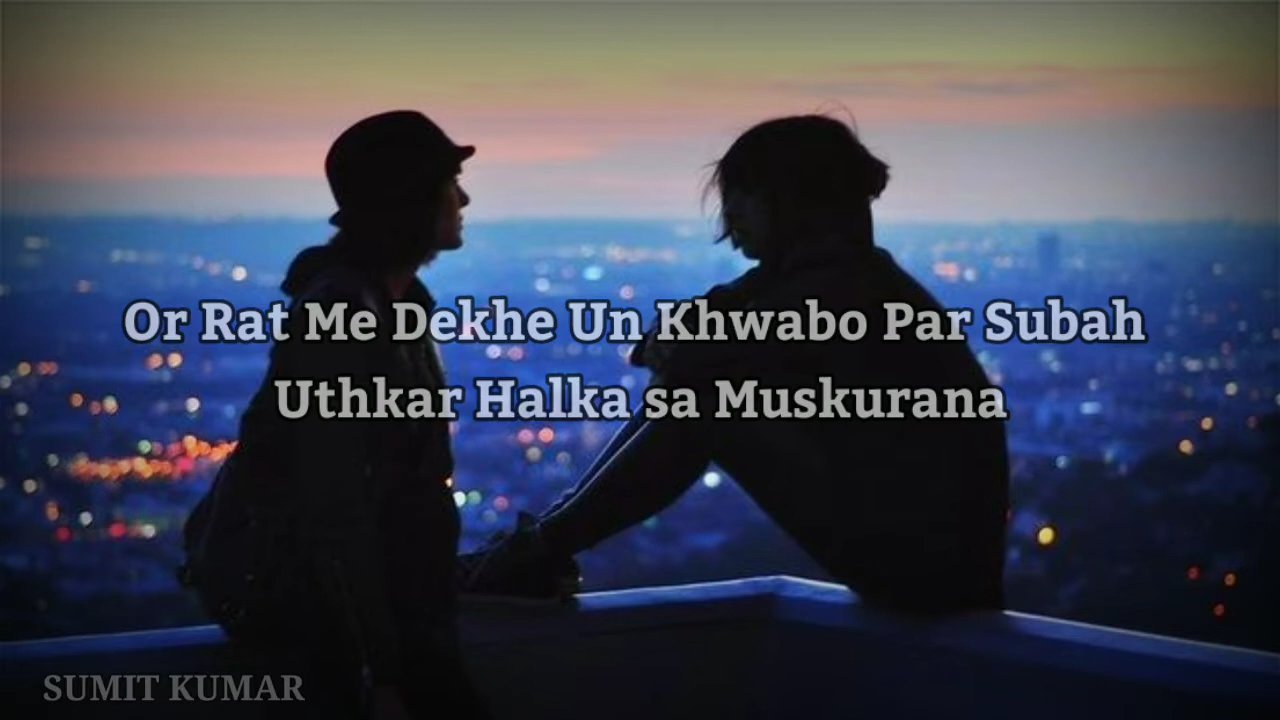 Or Rat Me Dekhe Un Khwabo Par Subah
Uthkar Halka sa Muskurana
SUMIT KUMAR